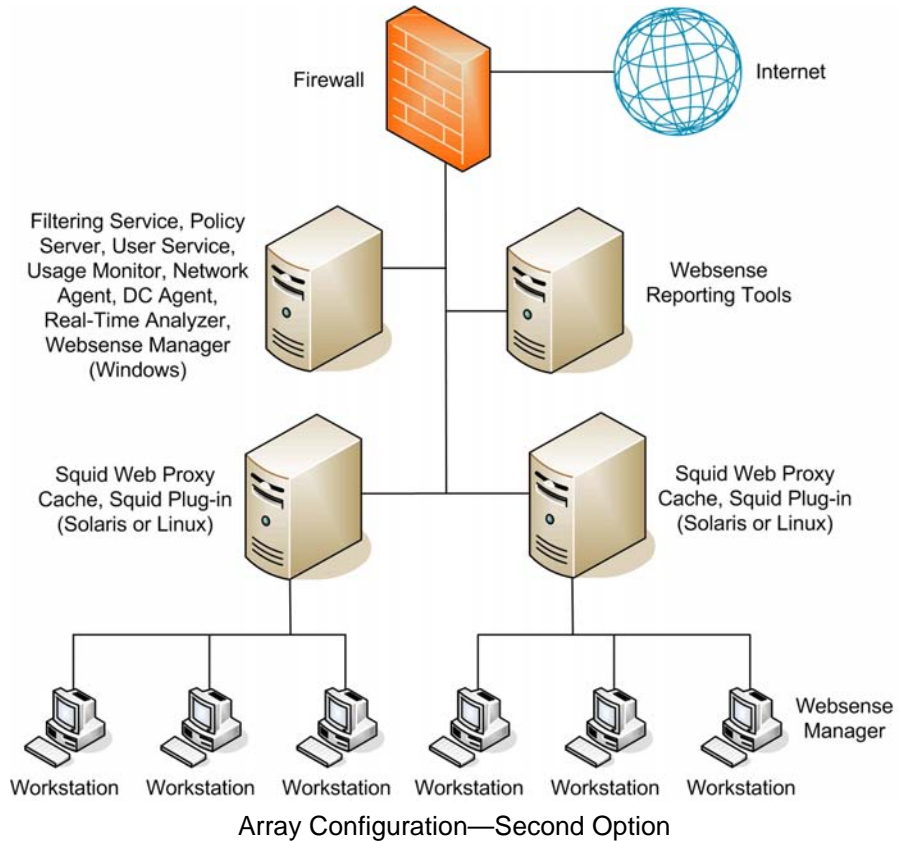 Firewall
Internet
Filtering Service, Policy
Server, User Service,
Usage Monitor, Network
Agent, DC Agent,
Real-Time Analyzer,
Websense Manager
(Windows)
Websense
Reporting Tools
Squid Web Proxy
Cache, Squid Plug-in
(Solaris or Linux)
Squid Web Proxy
Cache, Squid Plug-in
(Solaris or Linux)
Websense
Manager
Workstation
Workstation
Workstation
Workstation
Workstation
Workstation
Array Configuration—Second Option